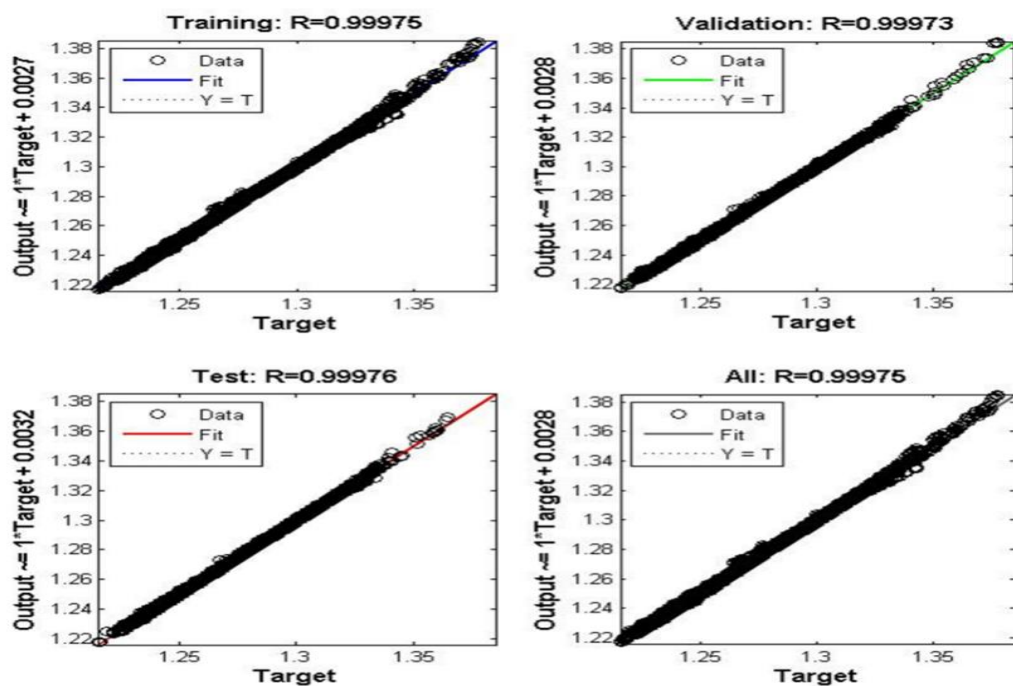 Training: R=0.99975
Output ~= 1*Target + 0.0027
1.38
1.36
1.34
1.32
1.3
1.28
1.26
1.24
1.22
Data
Fit
Y = T
1.25 1.3 1.35
Target
Validation: R=0.99973
Output ~= 1*Target + 0.0028
1.38
1.36
1.34
1.32
1.3
1.28
1.26
1.24
1.22
Data
Fit
Y = T
1.25 1.3 1.35
Target
Test: R=0.99976
Output ~= 1*Target + 0.0032
1.38
1.36
1.34
1.32
1.3
1.28
1.26
1.24
1.22
Data
Fit
Y = T
1.25 1.3 1.35
Target
All: R=0.99975
Output ~= 1*Target + 0.0028
1.38
1.36
1.34
1.32
1.3
1.28
1.26
1.24
1.22
Data
Fit
Y = T
1.25 1.3 1.35
Target